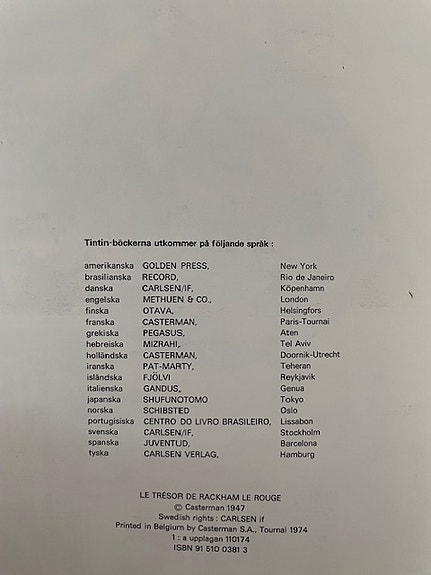 Tintin-böckerna utkommer på följande språk :
amerikanska GOLDEN PRESS, New York
brasilianska RECORD, Rio de Janeiro
danska CARLSEN/IF, Köpenhamn
engelska METHUEN & CO., London
finska OTAVA, Helsingfors
franska CASTERMAN, Paris-Tournai
grekiska PEGASUS, Aten
hebreiska MIZRAHI, Tel Aviv
holländska CASTERMAN, Doornik-Utrecht
iranska PAT-MARTY, Teheran
isländska FJÖLVI Reykjavik
italienska GANDUS, Genua
japanska SHUFUNOTOMO Tokyo
norska SCHIBSTED Oslo
portugisiska CENTRO DO LIVRO BRASILEIRO, Lissabon
svenska CARLSEN/IF, Stockholm
spanska JUVENTUD, Barcelona
tyska CARLSEN VERLAG, Hamburg
LE TRÉSOR DE RACKHAM LE ROUGE
© Casterman 1947
Swedish rights : CARLSEN if
Printed in Belgium by Casterman S.A., Tournai 1974
1 : a upplagan 110174
ISBN 91 510 0381 3